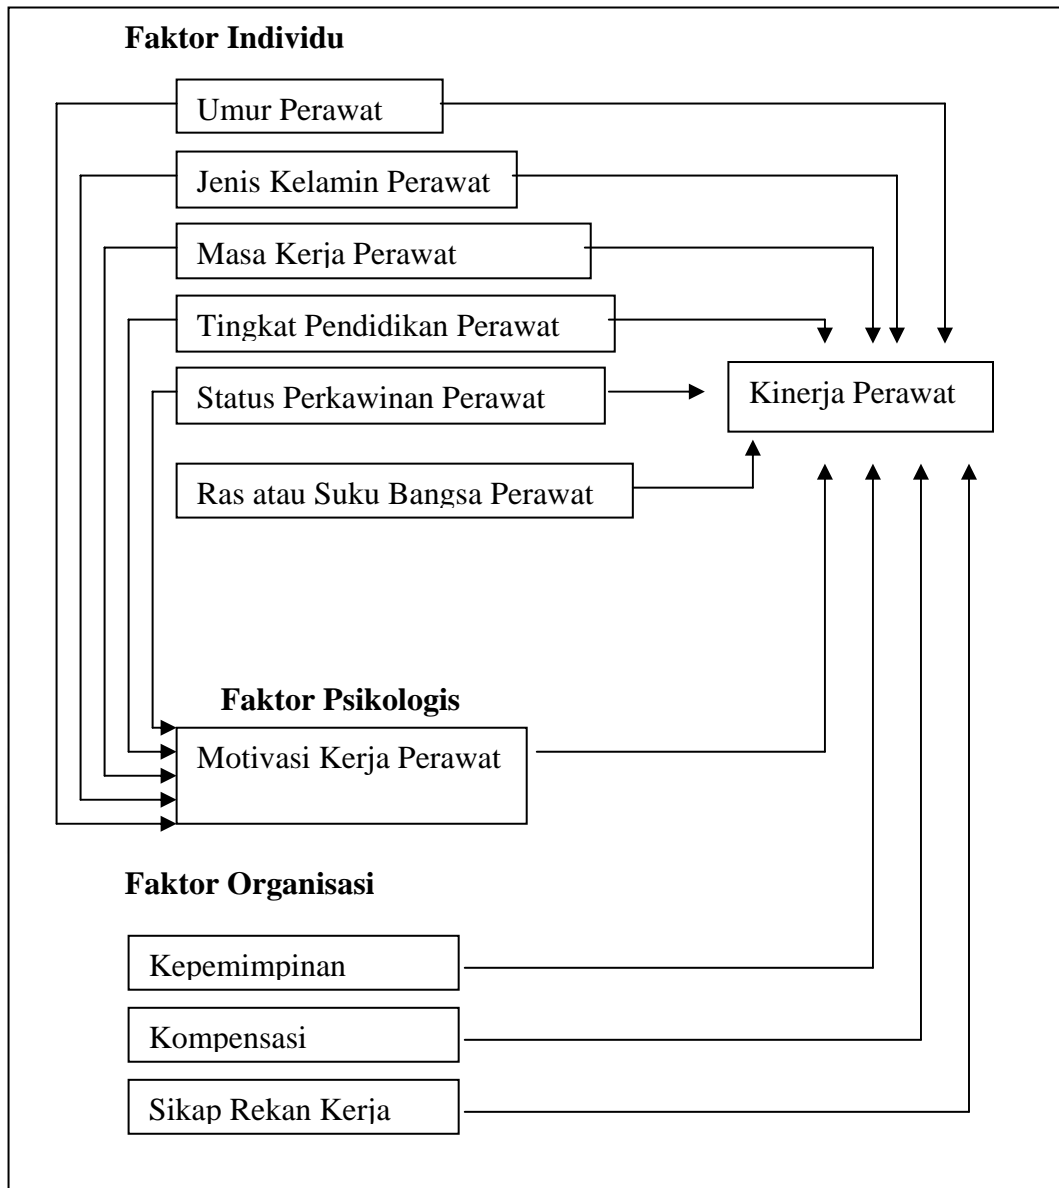 Faktor Individu
Umur Perawat
Jenis Kelamin Perawat
Masa Kerja Perawat
Tingkat Pendidikan Perawat
Status Perkawinan Perawat
Kinerja Perawat
Ras atau Suku Bangsa Perawat
Faktor Psikologis
Motivasi Kerja Perawat
Faktor Organisasi
Kepemimpinan
Kompensasi
Sikap Rekan Kerja